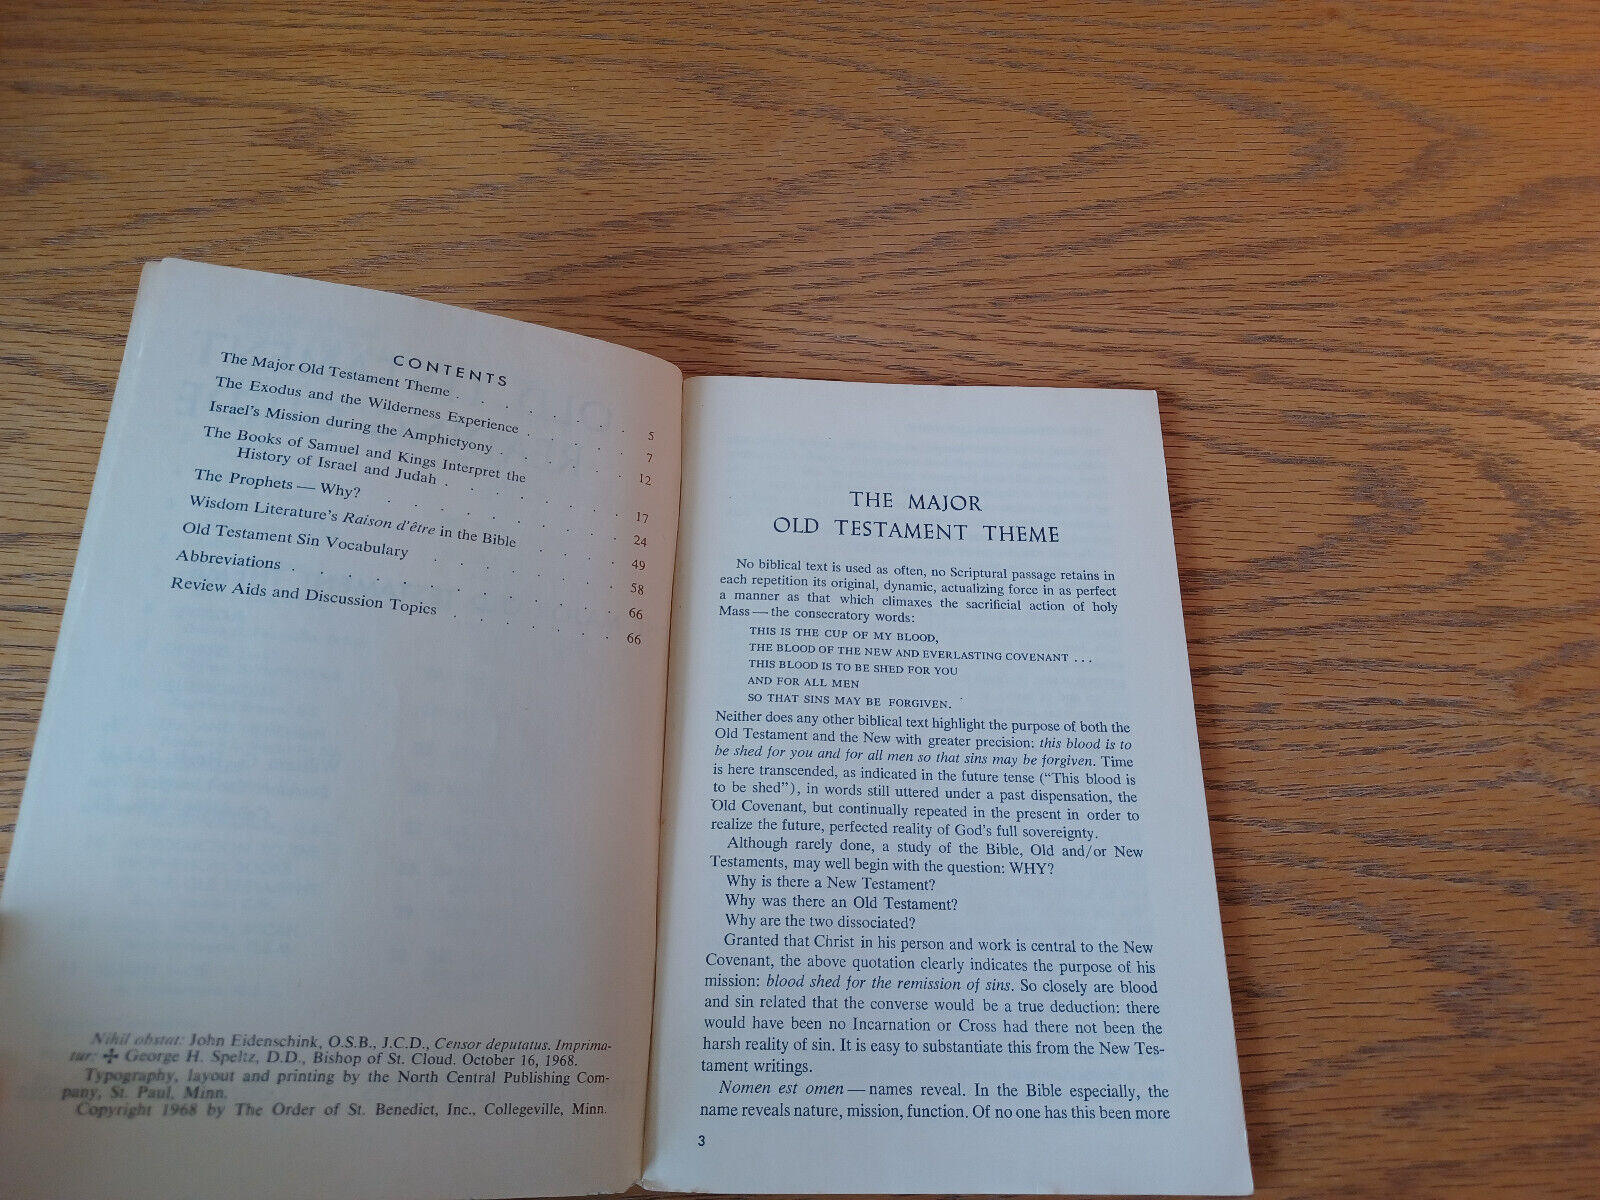 CONTENTS
The Major Old Testament Theme . . . . . . . 5
The Exodus and the Wilderness Experience . . . . . 7
Israel's Mission during the Amphictyony . . . . . . 12
The Books of Samuel and Kings Interpret the
History of Israel and Judah . . . . . . . 17
The Prophets — Why? . . . . . . . . . 24
Wisdom Literature's Raison d'être in the Bible . . . . 49
Old Testament Sin Vocabulary . . . . . . . . 58
Abbreviations . . . . . . . . . . . . 66
Review Aids and Discussion Topics . . . . . . . 66
Nihil obstat: John Eidenschink, O.S.B., J.C.D., Censor deputatus. Imprima-
tur: ✠ George H. Speltz, D.D., Bishop of St. Cloud. October 16, 1968.
Typography, layout and printing by the North Central Publishing Com-
pany, St. Paul, Minn.
Copyright 1968 by The Order of St. Benedict, Inc., Collegeville, Minn.
THE MAJOR
OLD TESTAMENT THEME
No biblical text is used as often, no Scriptural passage retains in
each repetition its original, dynamic, actualizing force in as perfect
a manner as that which climaxes the sacrificial action of holy
Mass — the consecratory words:
THIS IS THE CUP OF MY BLOOD,
THE BLOOD OF THE NEW AND EVERLASTING COVENANT . . .
THIS BLOOD IS TO BE SHED FOR YOU
AND FOR ALL MEN
SO THAT SINS MAY BE FORGIVEN.
Neither does any other biblical text highlight the purpose of both the
Old Testament and the New with greater precision: this blood is to
be shed for you and for all men so that sins may be forgiven. Time
is here transcended, as indicated in the future tense (“This blood is
to be shed”), in words still uttered under a past dispensation, the
Old Covenant, but continually repeated in the present in order to
realize the future, perfected reality of God's full sovereignty.
Although rarely done, a study of the Bible, Old and/or New
Testaments, may well begin with the question: WHY?
Why is there a New Testament?
Why was there an Old Testament?
Why are the two dissociated?
Granted that Christ in his person and work is central to the New
Covenant, the above quotation clearly indicates the purpose of his
mission: blood shed for the remission of sins. So closely are blood
and sin related that the converse would be a true deduction: there
would have been no Incarnation or Cross had there not been the
harsh reality of sin. It is easy to substantiate this from the New Tes-
tament writings.
Nomen est omen — names reveal. In the Bible especially, the
name reveals nature, mission, function. Of no one has this been more
3